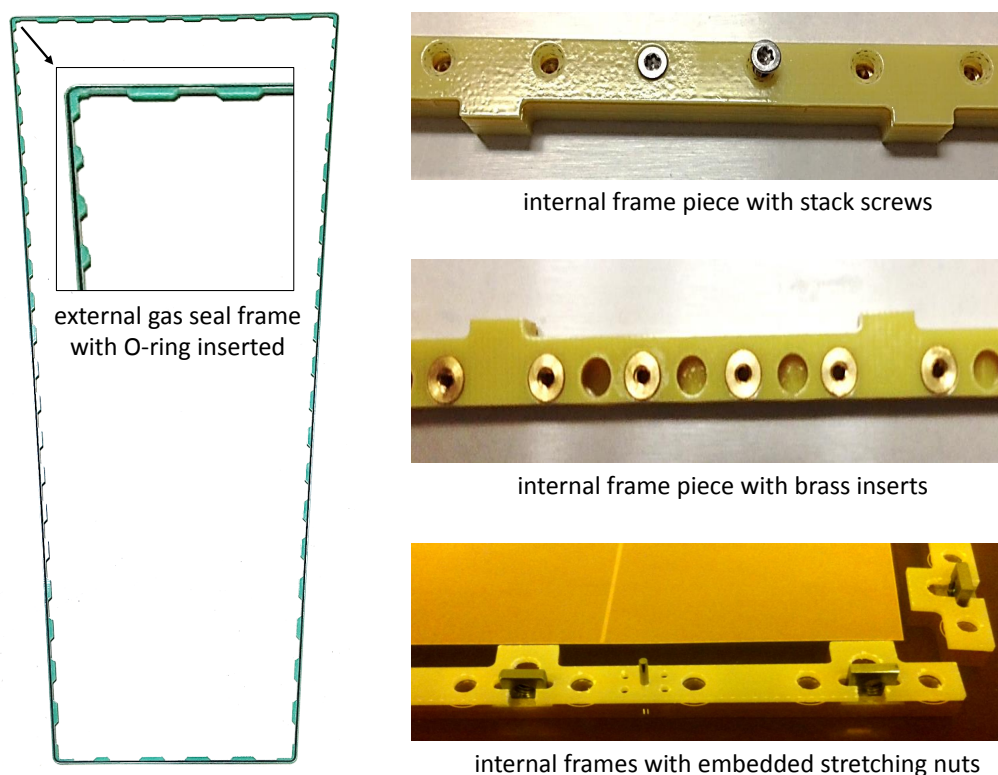 external gas seal frame
with O-ring inserted
internal frame piece with stack screws
internal frame piece with brass inserts
internal frames with embedded stretching nuts